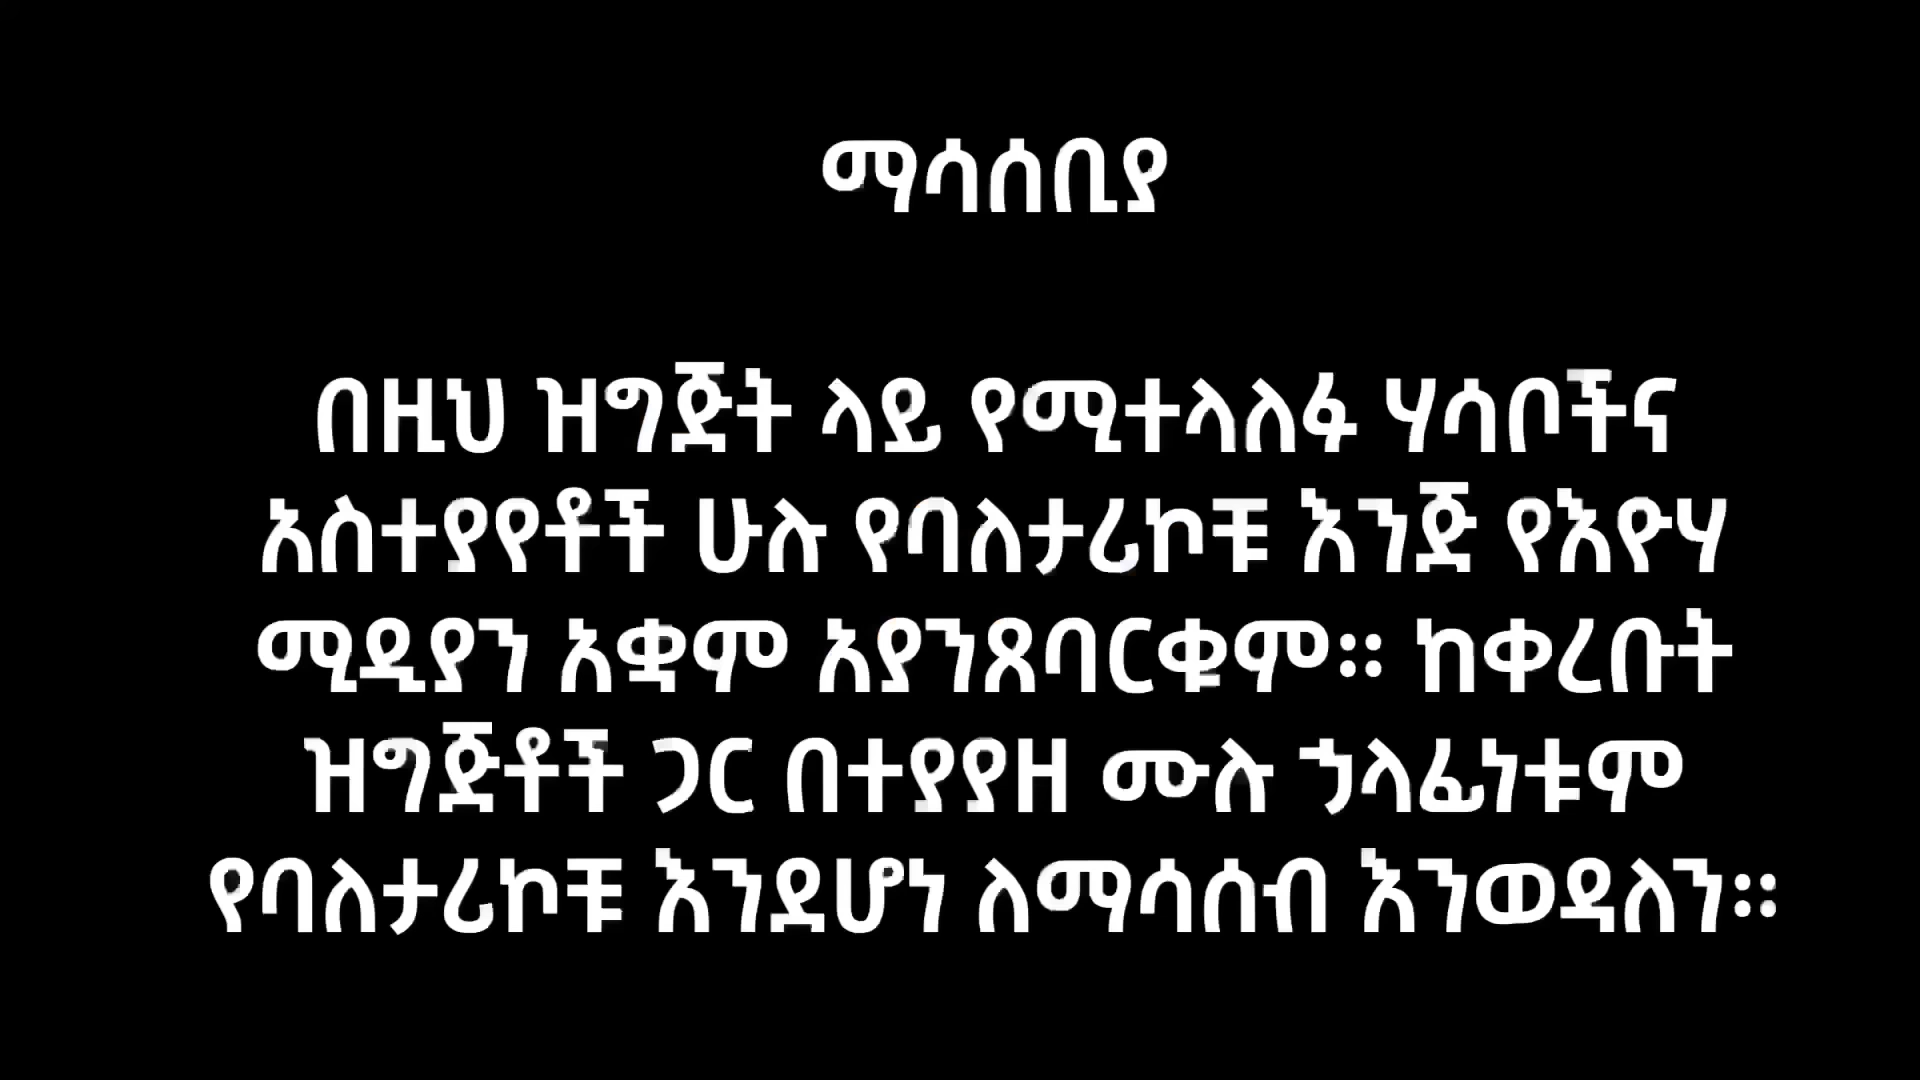 ማሳሰቢያ
በዚህ ዝግጅት ላይ የሚተላለፉ ሃሳቦችና
አስተያየቶች ሁሉ የባለታሪኮቹ እንጅ የእዮሃ
ሚዲያን አቋም አያንጸባርቁም። ከቀረቡት
ዝግጅቶች ጋር በተያያዘ ሙሉ ኃላፊነቱም
የባለታሪኮቹ እንደሆነ ለማሳሰብ እንወዳለን።